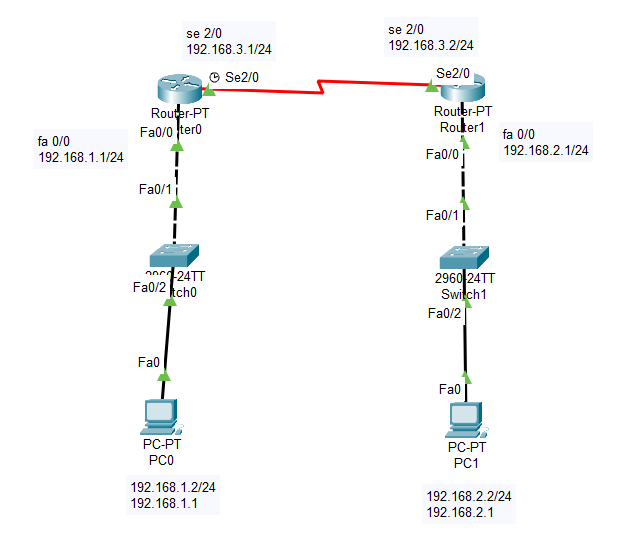 se 2/0
192.168.3.1/24
se 2/0
192.168.3.2/24
Se2/0
Se2/0
Router-PT
Router-PT
Router1
Fa0/0
fa 0/0
192.168.1.1/24
fa 0/0
192.168.2.1/24
Fa0/0
Fa0/1
Fa0/1
2960-24TT
Switch1
Fa0/2
Fa0/2
Fa0
Fa0
PC-PT
PC0
PC-PT
PC1
192.168.1.2/24
192.168.1.1
192.168.2.2/24
192.168.2.1